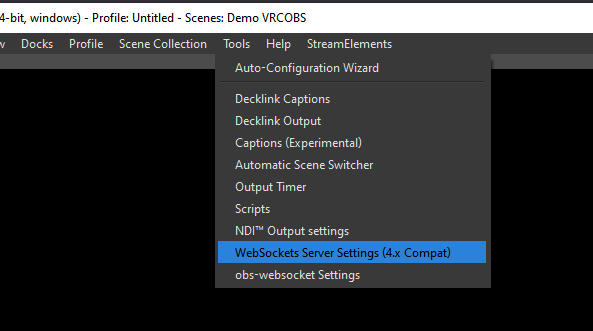 4-bit, windows) - Profile: Untitled - Scenes: Demo VRCOBS
w Docks Profile Scene Collection Tools Help StreamElements
Auto-Configuration Wizard
Decklink Captions
Decklink Output
Captions (Experimental)
Automatic Scene Switcher
Output Timer
Scripts
NDI™ Output settings
WebSockets Server Settings (4.x Compat)
obs-websocket Settings